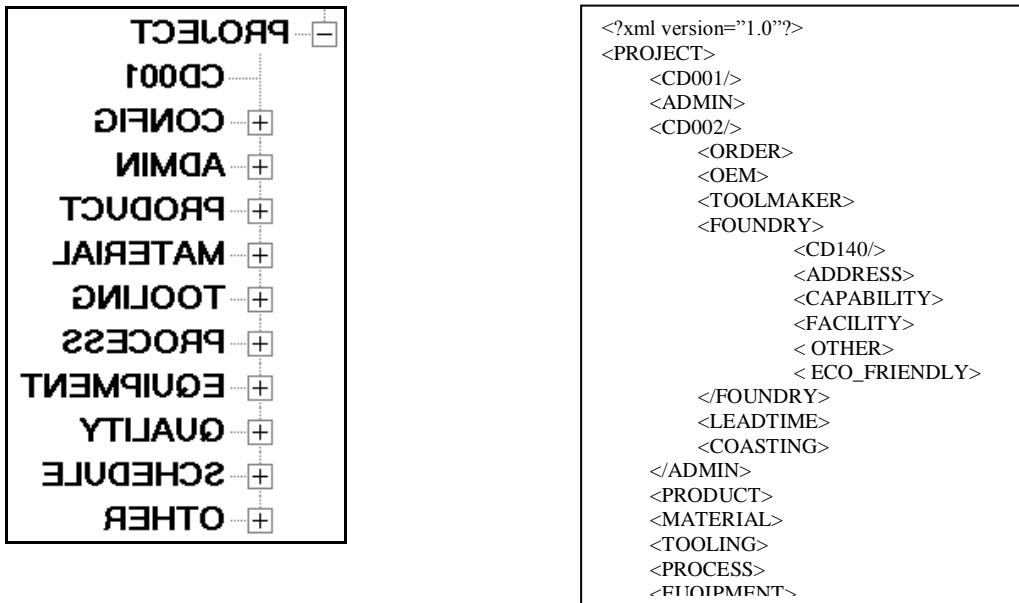 PROJECT
CD001
CONFIG
ADMIN
PRODUCT
MATERIAL
TOOLING
PROCESS
EQUIPMENT
QUALITY
SCHEDULE
OTHER
<?xml version=”1.0”?>
<PROJECT>
<CD001/>
<ADMIN>
<CD002/>
<ORDER>
<OEM>
<TOOLMAKER>
<FOUNDRY>
<CD140/>
<ADDRESS>
<CAPABILITY>
<FACILITY>
< OTHER>
< ECO_FRIENDLY>
</FOUNDRY>
<LEADTIME>
<COASTING>
</ADMIN>
<PRODUCT>
<MATERIAL>
<TOOLING>
<PROCESS>
<EUQIPMENT>